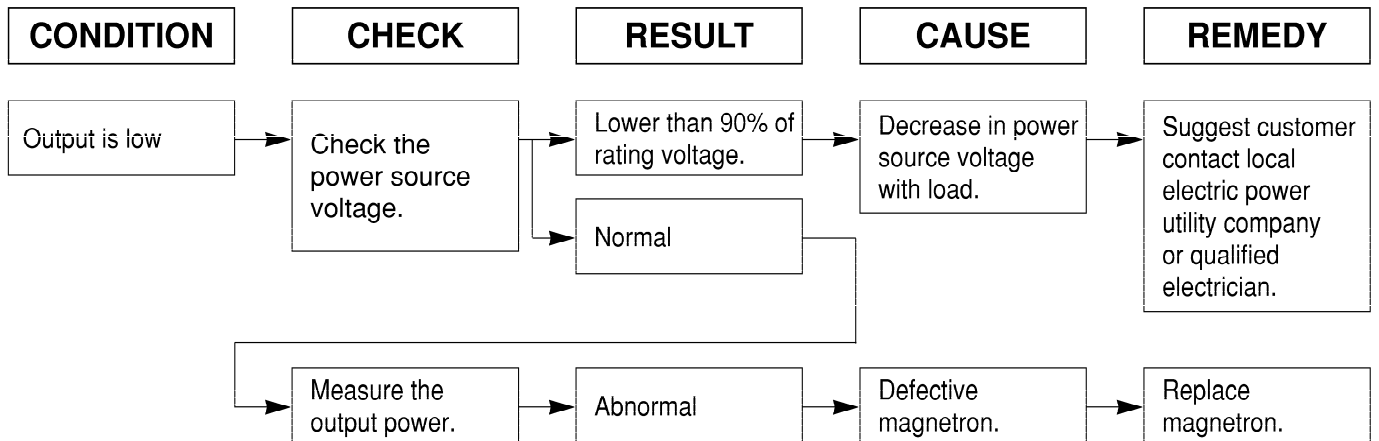 CONDITION
CHECK
RESULT
CAUSE
REMEDY
Output is low
Check the
power source
voltage.
Lower than 90% of
rating voltage.
Decrease in power
source voltage
with load.
Suggest customer
contact local
electric power
utility company
or qualified
electrician.
Normal
Measure the
output power.
Abnormal
Defective
magnetron.
Replace
magnetron.